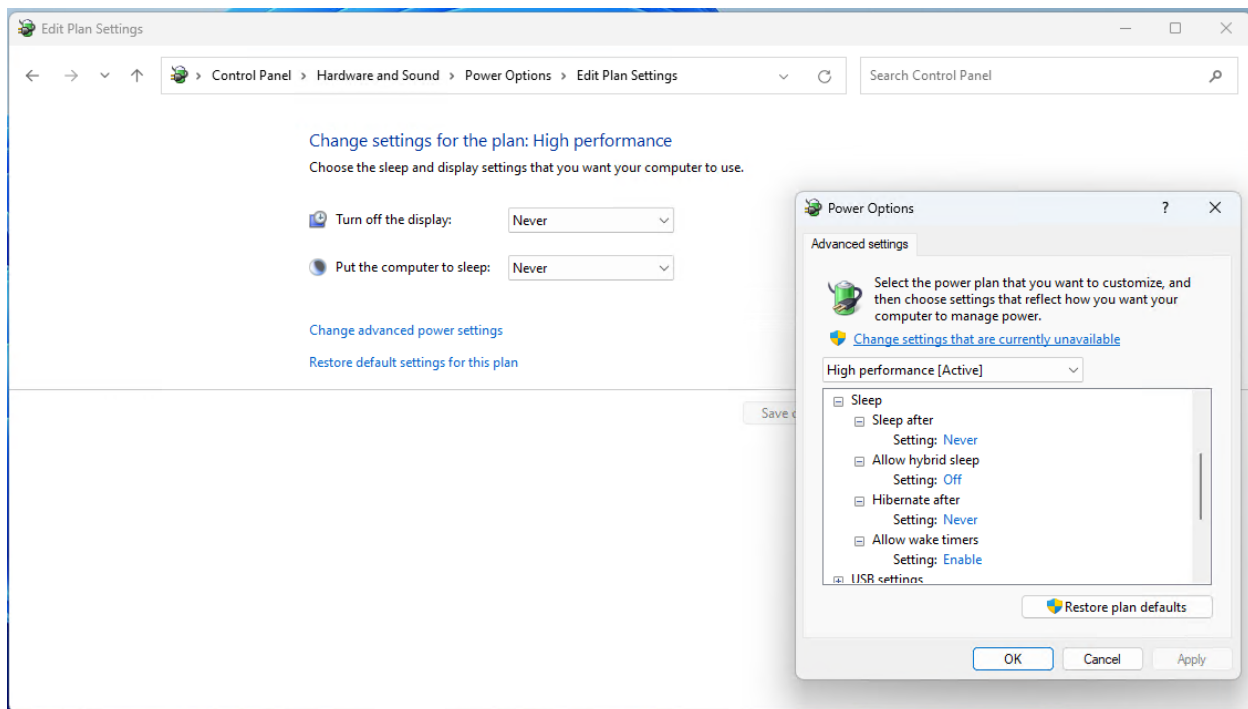 Edit Plan Settings
Control Panel > Hardware and Sound > Power Options > Edit Plan Settings
Search Control Panel
Change settings for the plan: High performance
Choose the sleep and display settings that you want your computer to use.
Turn off the display: Never
Put the computer to sleep: Never
Change advanced power settings
Restore default settings for this plan
Save
Power Options
?
Advanced settings
Select the power plan that you want to customize, and
then choose settings that reflect how you want your
computer to manage power.
Change settings that are currently unavailable
High performance [Active]
Sleep
Sleep after
Setting: Never
Allow hybrid sleep
Setting: Off
Hibernate after
Setting: Never
Allow wake timers
Setting: Enable
USB settings
Restore plan defaults
OK Cancel Apply